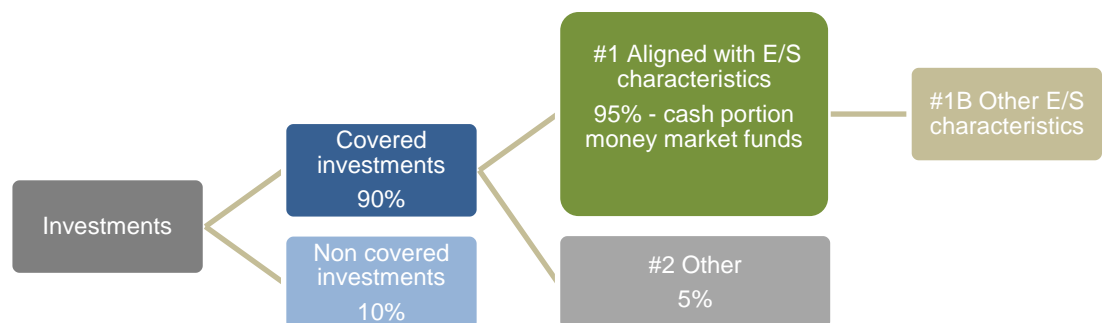 Investments
Covered
investments
90%
Non covered
investments
10%
#1 Aligned with E/S
characteristics
95% - cash portion
money market funds
#2 Other
5%
#1B Other E/S
characteristics